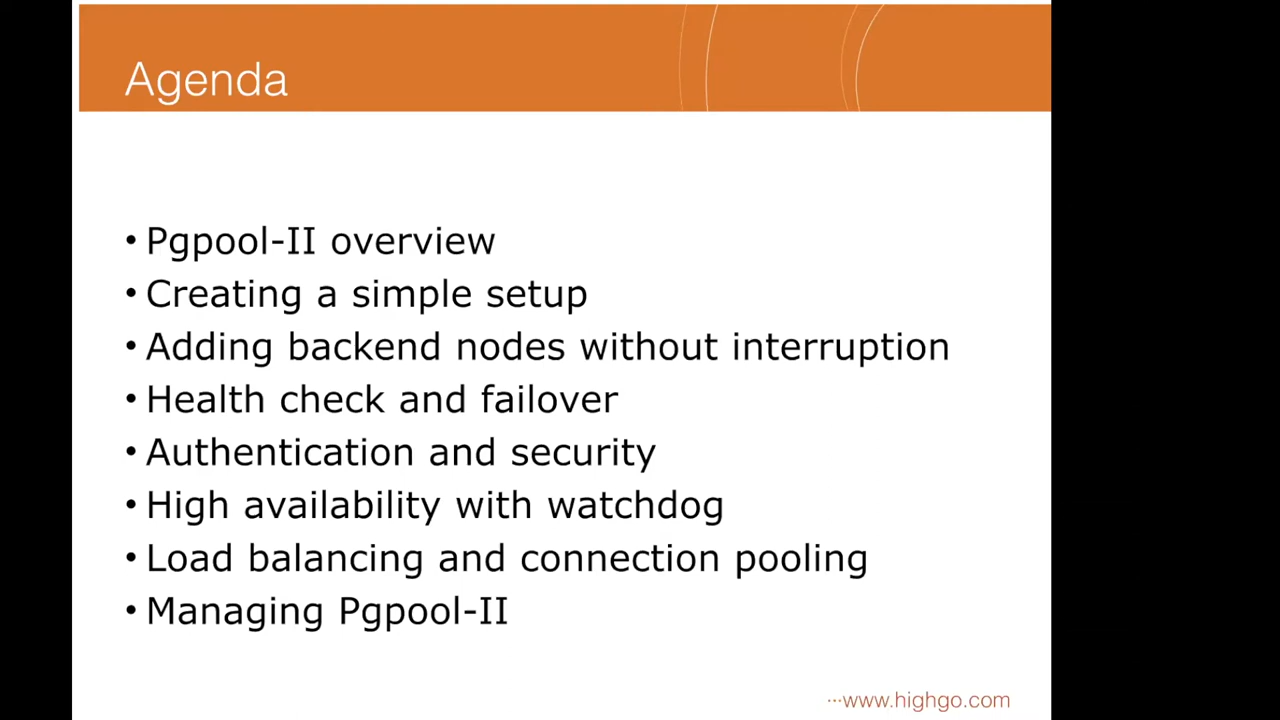 Agenda
• Pgpool-II overview
• Creating a simple setup
• Adding backend nodes without interruption
• Health check and failover
• Authentication and security
• High availability with watchdog
• Load balancing and connection pooling
• Managing Pgpool-II
···www.highgo.com